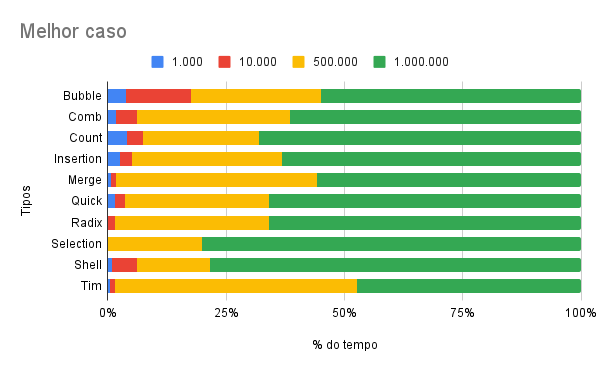 Melhor caso
1.000 10.000 500.000 1.000.000
Bubble
Comb
Count
Insertion
Merge
Quick
Radix
Selection
Shell
Tim
Tipos
0% 25% 50% 75% 100%
% do tempo